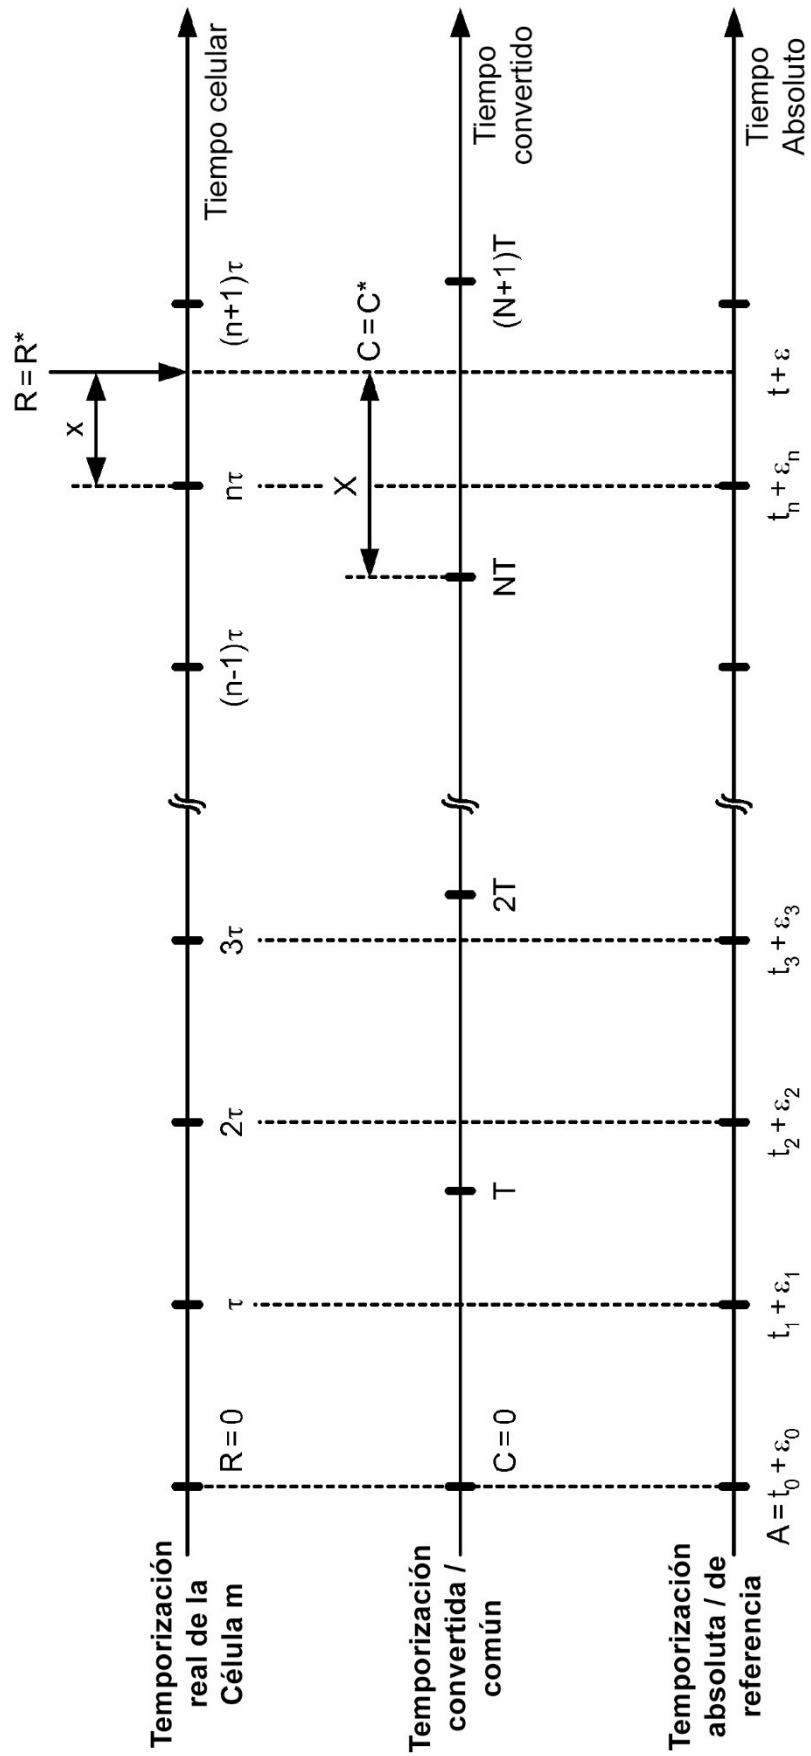 R = R*
x
Temporización
real de la
Célula m
R = 0
τ
2τ
3τ
(n-1)τ
nτ
(n+1)τ
Tiempo celular
X
C = C*
Temporización
convertida /
común
C = 0
T
2T
NT
(N+1)T
Tiempo
convertido
Temporización
absoluta / de
referencia
A = t₀ + ε₀
t₁ + ε₁
t₂ + ε₂
t₃ + ε₃
tₙ + εₙ
t + ε
Tiempo
Absoluto